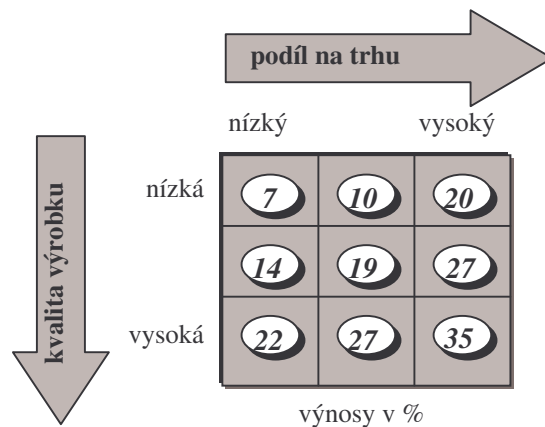 podíl na trhu
nízký vysoký
nízká 7 10 20
14 19 27
vysoká 22 27 35
kvalita výrobku
výnosy v %